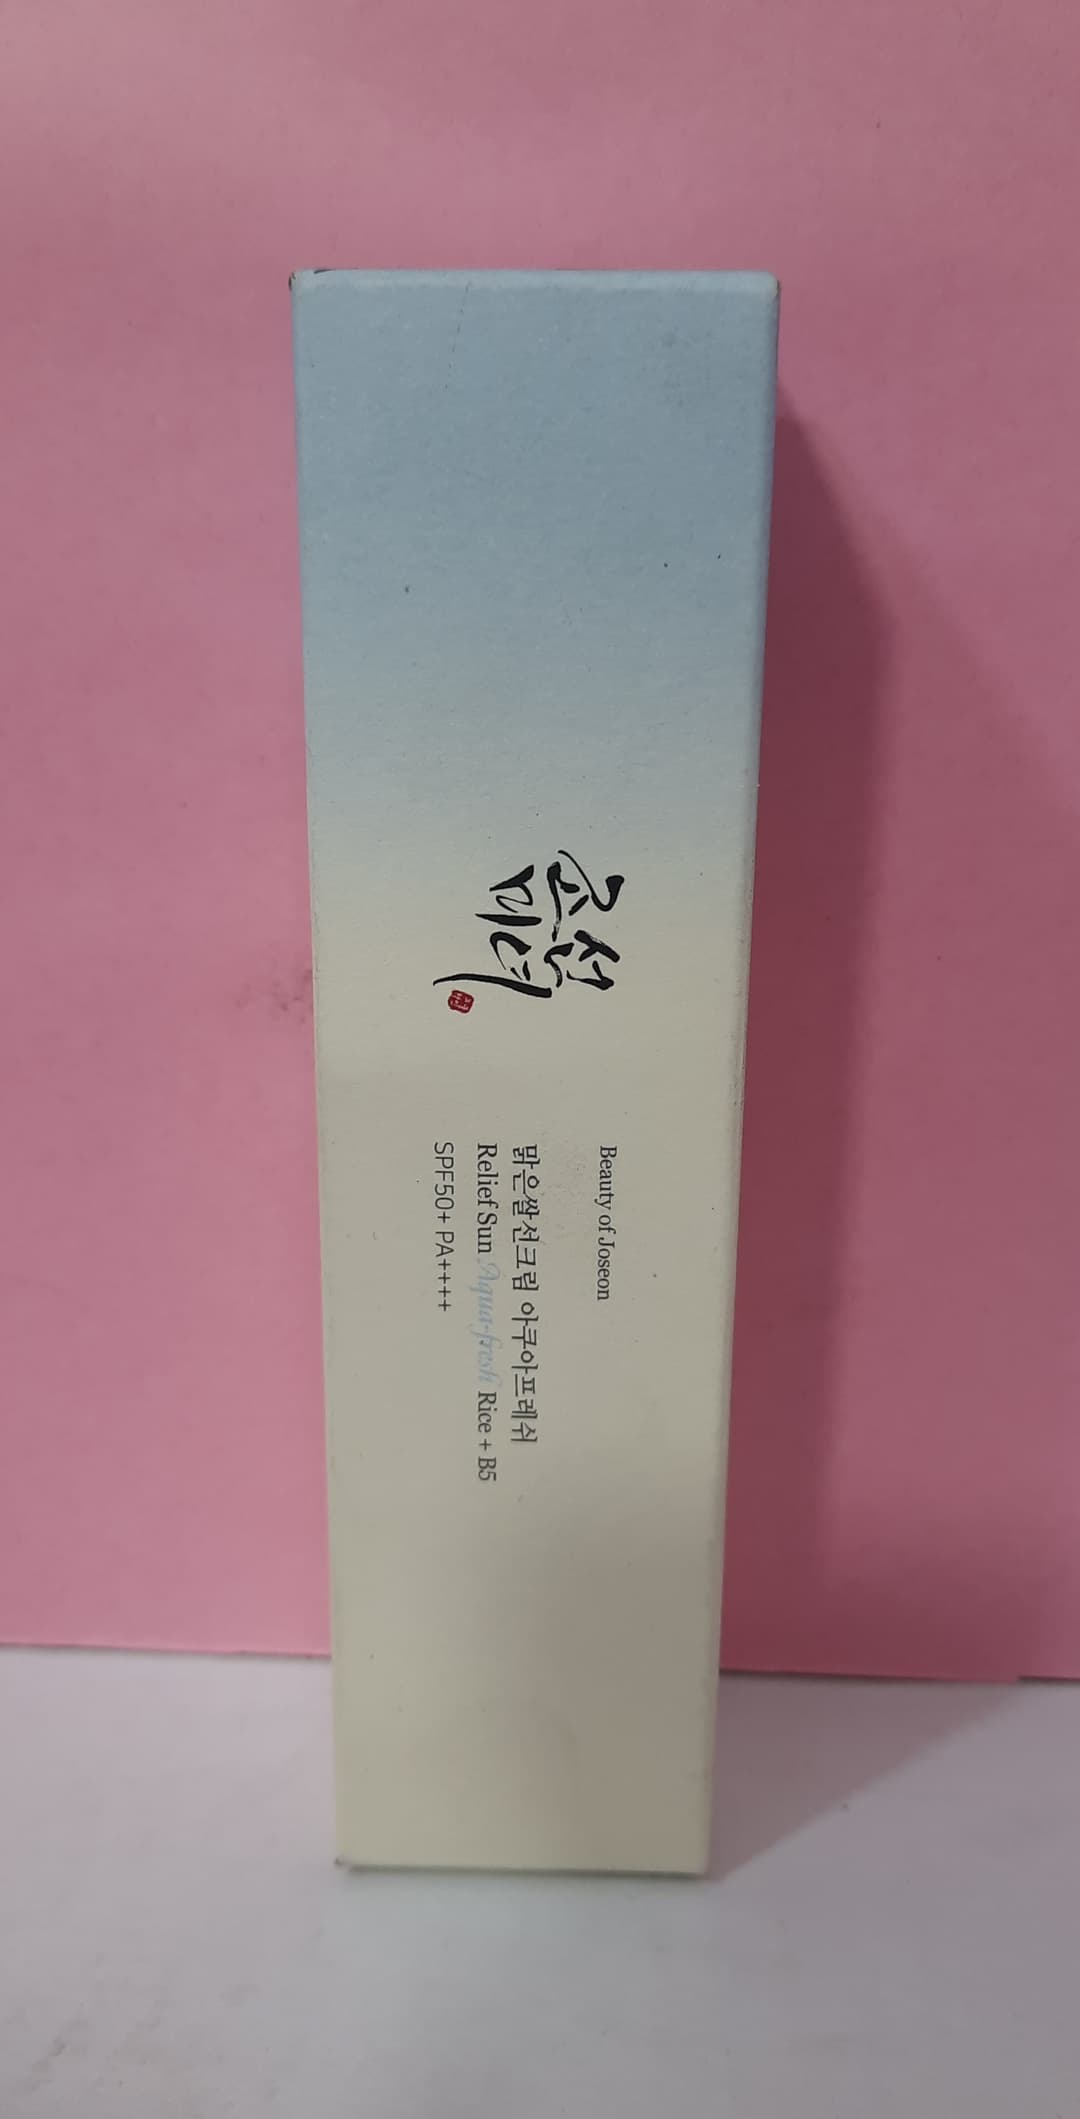 조선
미녀
Beauty of Joseon
맑은쌀선크림 아쿠아프레쉬
Relief Sun Aqua-fresh Rice + B5
SPF50+ PA++++